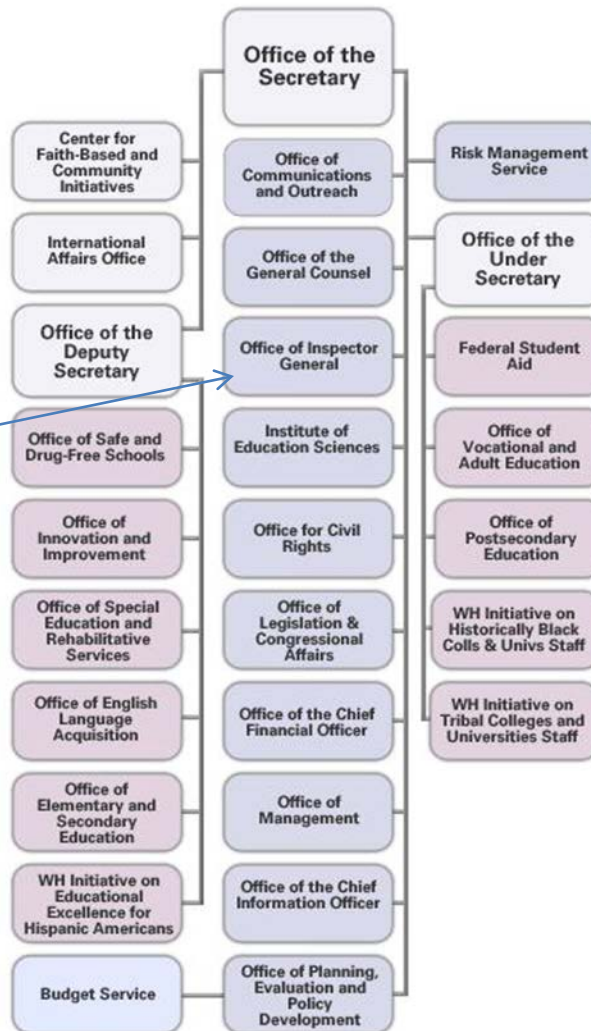 Office of the
Secretary
Center for
Faith-Based and
Community
Initiatives
International
Affairs Office
Office of the
Deputy
Secretary
Office of Safe and
Drug-Free Schools
Office of
Innovation and
Improvement
Office of Special
Education and
Rehabilitative
Services
Office of English
Language
Acquisition
Office of
Elementary and
Secondary
Education
WH Initiative on
Educational
Excellence for
Hispanic Americans
Budget Service
Office of
Communications
and Outreach
Office of the
General Counsel
Office of Inspector
General
Institute of
Education Sciences
Office for Civil
Rights
Office of
Legislation &
Congressional
Affairs
Office of the Chief
Financial Officer
Office of
Management
Office of the Chief
Information Officer
Office of Planning,
Evaluation and
Policy
Development
Risk Management
Service
Office of the
Under
Secretary
Federal Student
Aid
Office of
Vocational and
Adult Education
Office of
Postsecondary
Education
WH Initiative on
Historically Black
Colls & Univs Staff
WH Initiative on
Tribal Colleges and
Universities Staff